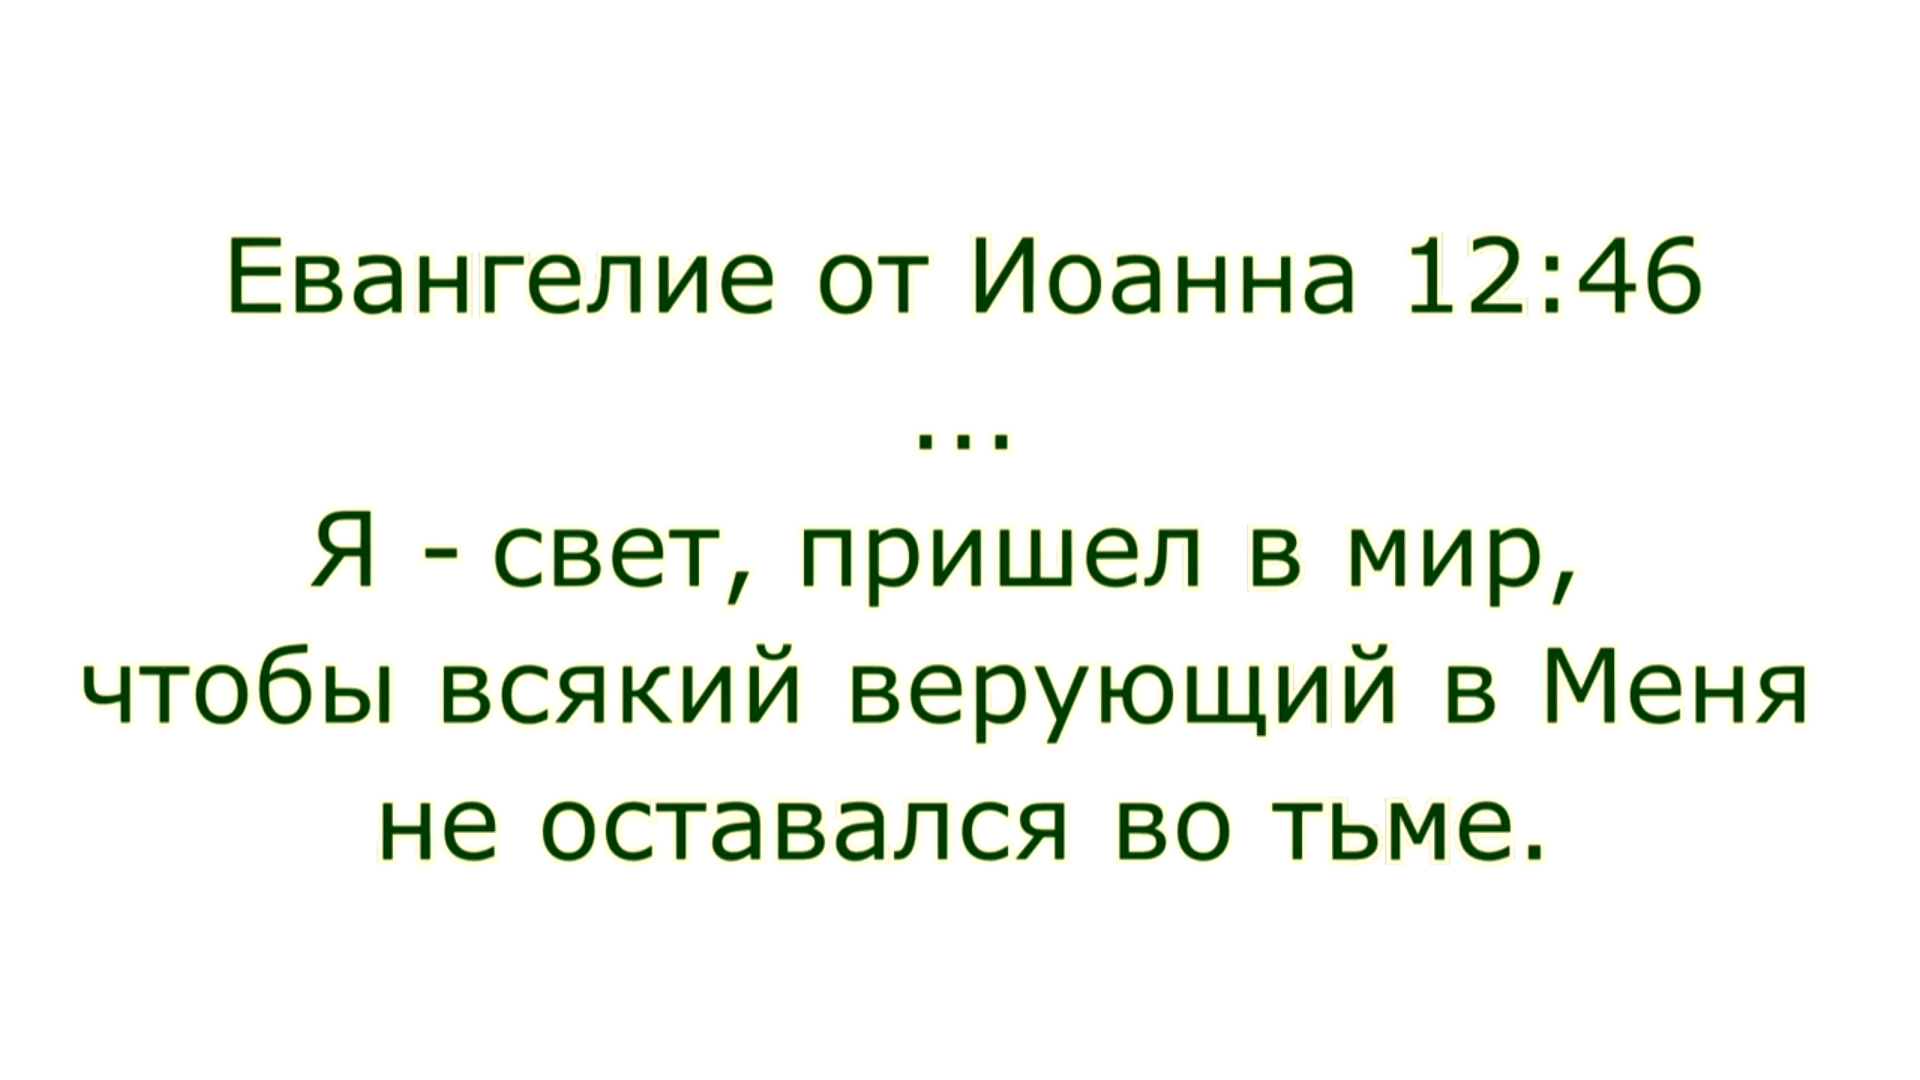 Евангелие от Иоанна 12:46
...
Я - свет, пришел в мир,
чтобы всякий верующий в Меня
не оставался во тьме.